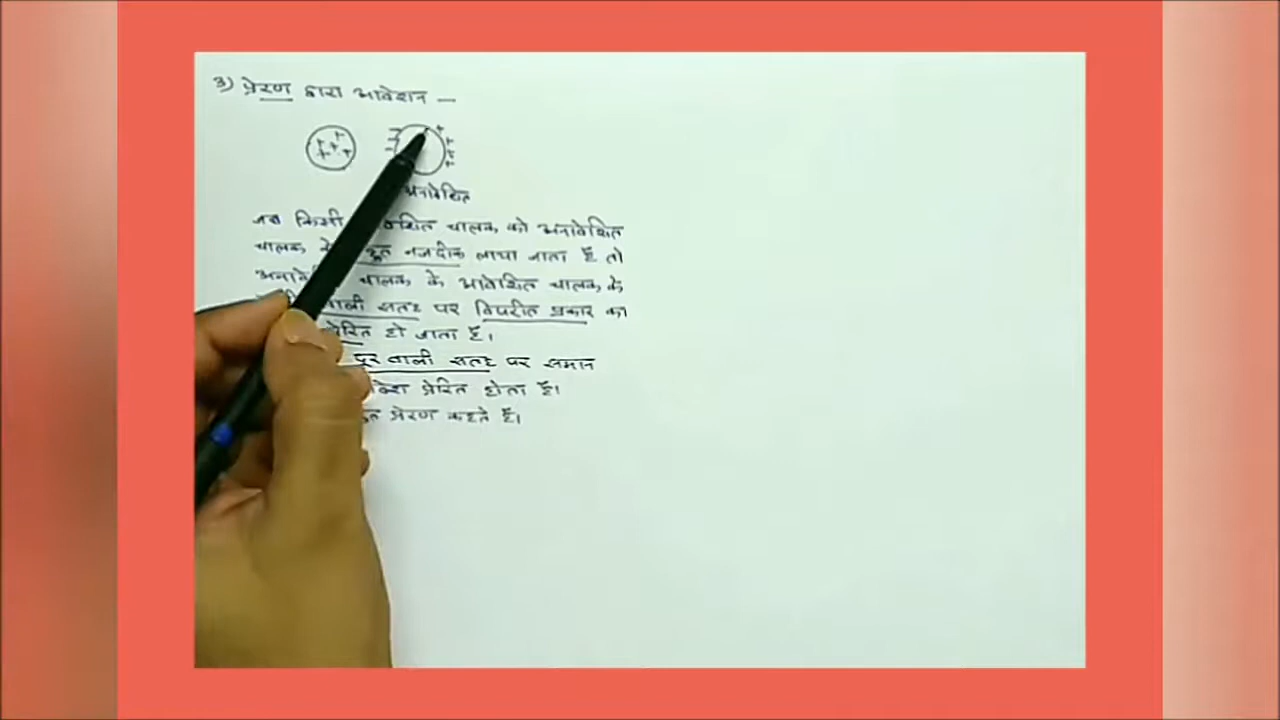 3) प्रेरण द्वारा आवेशन —
+ + + + +
अनावेशित
जब किसी चालक को अनावेशित
चालक नजदीक लाया जाता है तो
चालक के आवेशित चालक के
वाली सतह पर विपरीत प्रकार का
हो जाता है।
दूर वाली सतह पर समान
प्रेरित होता है।
प्रेरण कहते हैं।